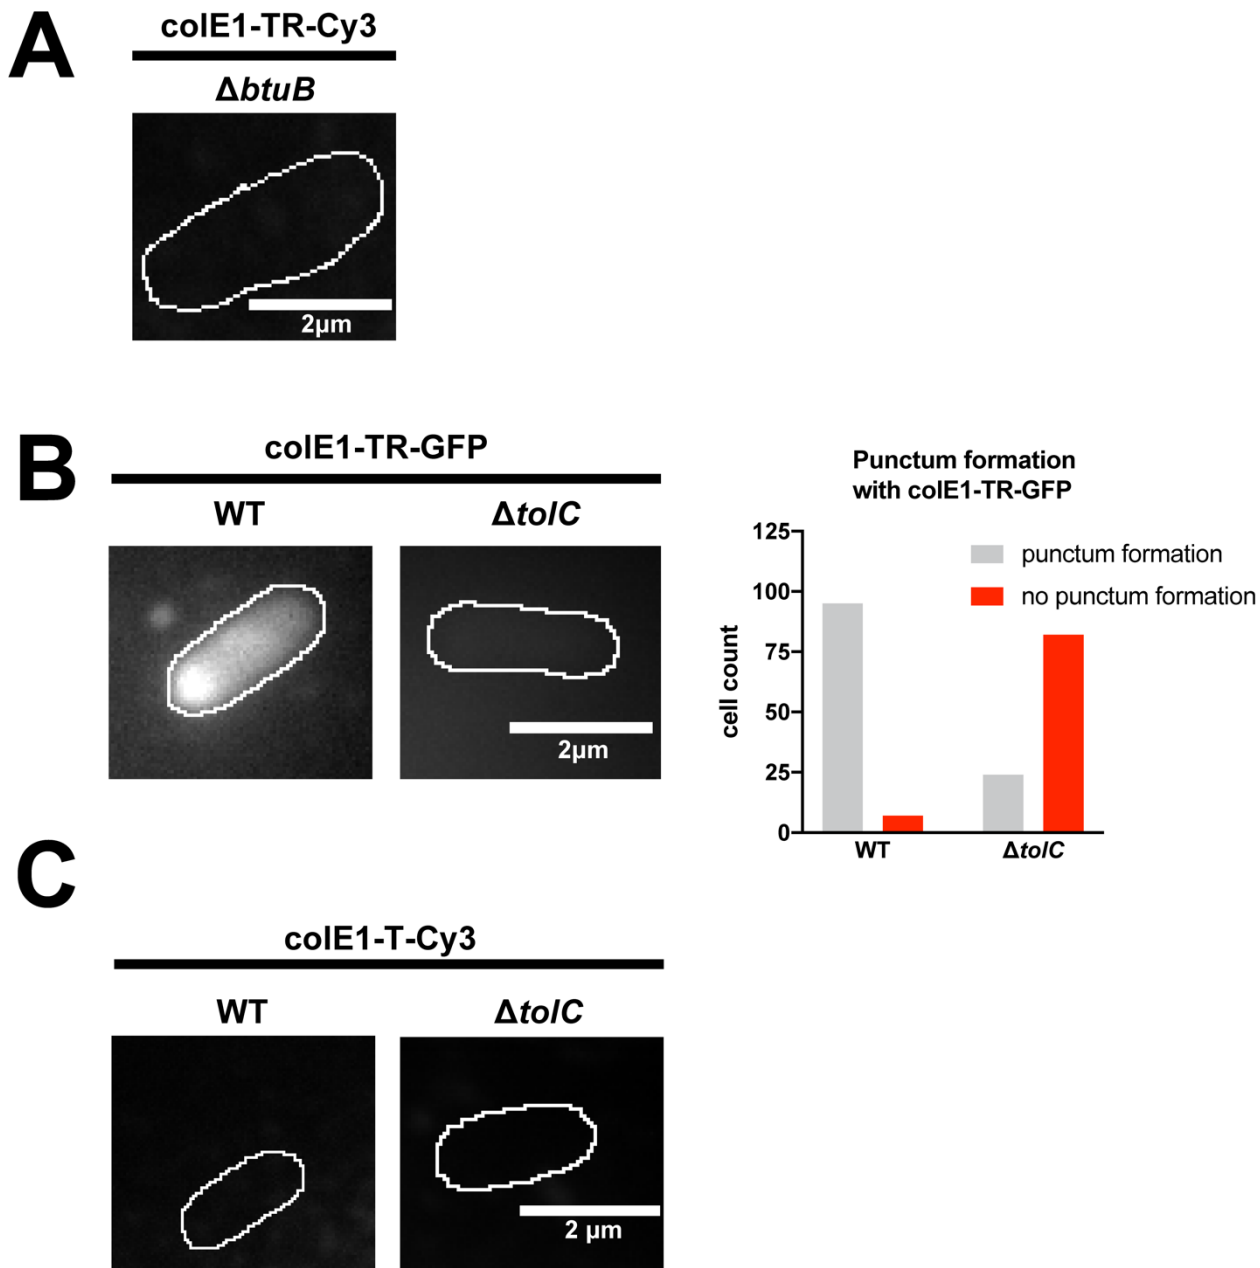 A
colE1-TR-Cy3
ΔbtuB
2µm
B
colE1-TR-GFP
WT
ΔtolC
2µm
Punctum formation
with colE1-TR-GFP
125
100
75
50
25
0
cell count
punctum formation
no punctum formation
WT
ΔtolC
C
colE1-T-Cy3
WT
ΔtolC
2 µm